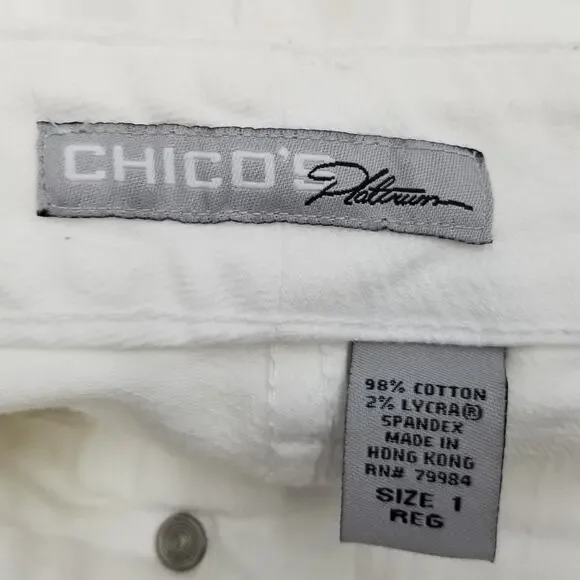 CHICO'S Platinum
98% COTTON
2% LYCRA®
SPANDEX
MADE IN
HONG KONG
RN# 79984
SIZE 1
REG